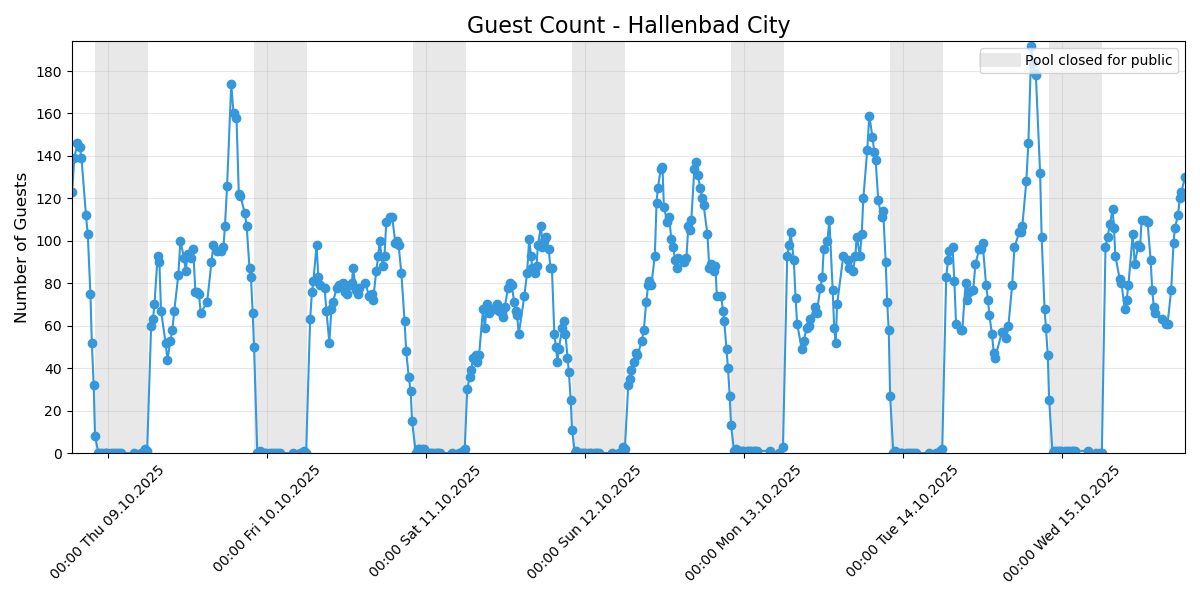 Guest Count - Hallenbad City
Pool closed for public
Number of Guests
180
160
140
120
100
80
60
40
20
0
00:00 Thu 09.10.2025
00:00 Fri 10.10.2025
00:00 Sat 11.10.2025
00:00 Sun 12.10.2025
00:00 Mon 13.10.2025
00:00 Tue 14.10.2025
00:00 Wed 15.10.2025